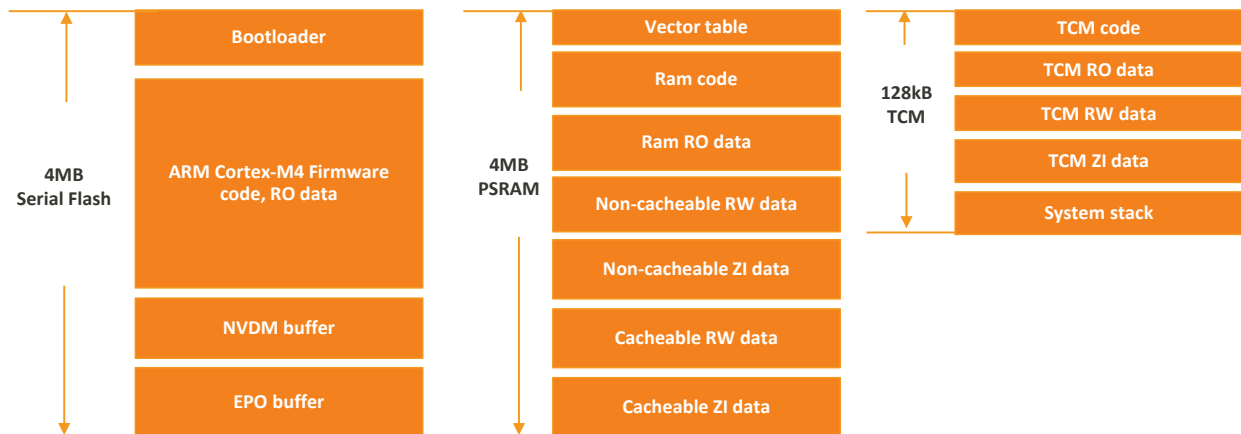 4MB
Serial Flash
Bootloader
ARM Cortex-M4 Firmware
code, RO data
NVDM buffer
EPO buffer
4MB
PSRAM
Vector table
Ram code
Ram RO data
Non-cacheable RW data
Non-cacheable ZI data
Cacheable RW data
Cacheable ZI data
128kB
TCM
TCM code
TCM RO data
TCM RW data
TCM ZI data
System stack